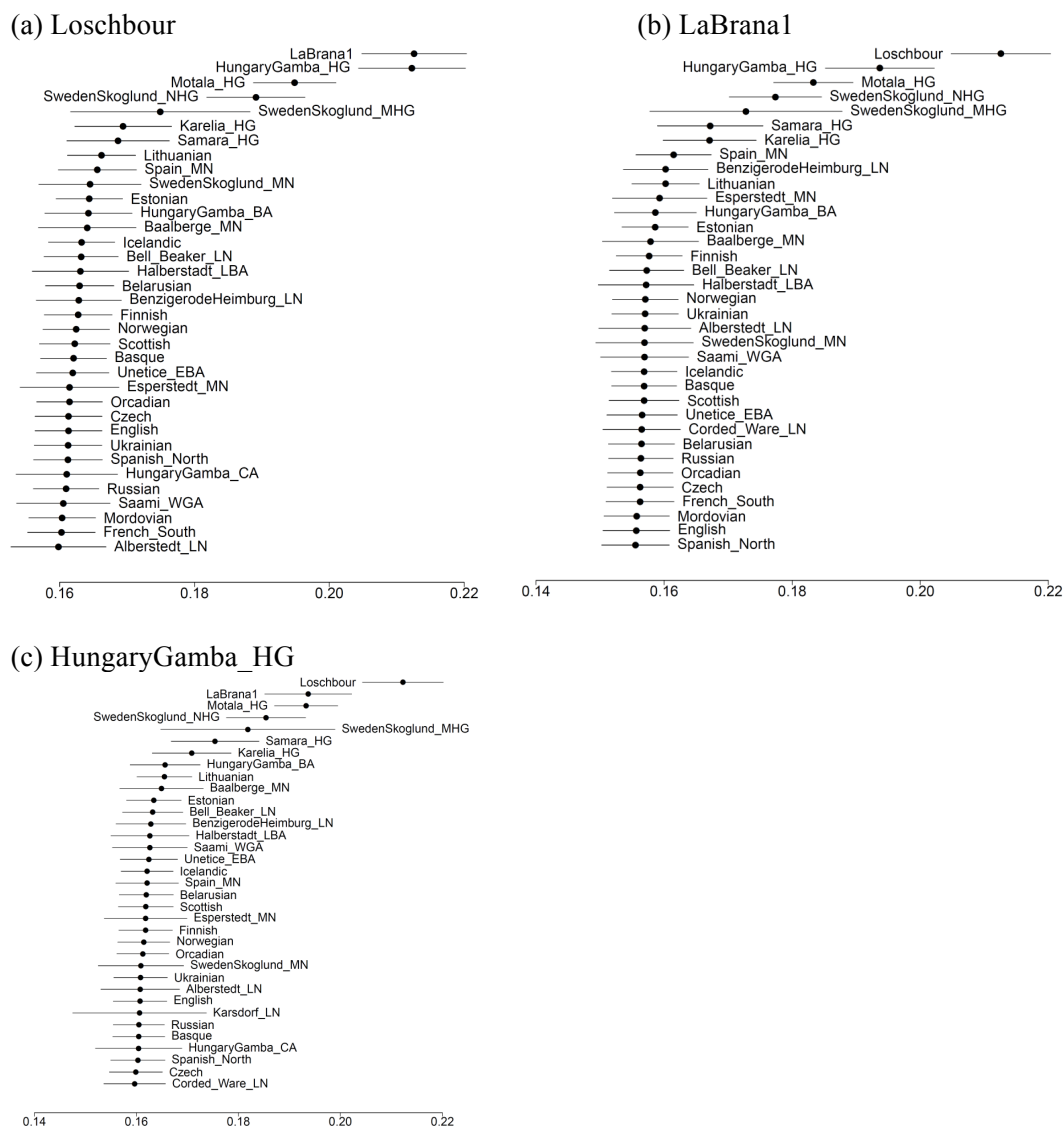 (a) Loschbour
LaBrana1
HungaryGamba_HG
Motala_HG
SwedenSkoglund_NHG
SwedenSkoglund_MHG
Karelia_HG
Samara_HG
Lithuanian
Spain_MN
SwedenSkoglund_MN
Estonian
HungaryGamba_BA
Baalberge_MN
Icelandic
Bell_Beaker_LN
Halberstadt_LBA
Belarusian
BenzigerodeHeimburg_LN
Finnish
Norwegian
Scottish
Basque
Unetice_EBA
Esperstedt_MN
Orcadian
Czech
English
Ukrainian
Spanish_North
HungaryGamba_CA
Russian
Saami_WGA
Mordovian
French_South
Alberstedt_LN
0.16 0.18 0.20 0.22
(b) LaBrana1
Loschbour
HungaryGamba_HG
Motala_HG
SwedenSkoglund_NHG
SwedenSkoglund_MHG
Samara_HG
Karelia_HG
Spain_MN
BenzigerodeHeimburg_LN
Lithuanian
Esperstedt_MN
HungaryGamba_BA
Estonian
Baalberge_MN
Finnish
Bell_Beaker_LN
Halberstadt_LBA
Norwegian
Ukrainian
Alberstedt_LN
SwedenSkoglund_MN
Saami_WGA
Icelandic
Basque
Scottish
Unetice_EBA
Corded_Ware_LN
Belarusian
Russian
Orcadian
Czech
French_South
Mordovian
English
Spanish_North
0.14 0.16 0.18 0.20 0.22
(c) HungaryGamba_HG
Loschbour
LaBrana1
Motala_HG
SwedenSkoglund_NHG
SwedenSkoglund_MHG
Samara_HG
Karelia_HG
HungaryGamba_BA
Lithuanian
Baalberge_MN
Estonian
Bell_Beaker_LN
BenzigerodeHeimburg_LN
Halberstadt_LBA
Saami_WGA
Unetice_EBA
Icelandic
Spain_MN
Belarusian
Scottish
Esperstedt_MN
Finnish
Norwegian
Orcadian
SwedenSkoglund_MN
Ukrainian
Alberstedt_LN
English
Karsdorf_LN
Russian
Basque
HungaryGamba_CA
Spanish_North
Czech
Corded_Ware_LN
0.14 0.16 0.18 0.20 0.22